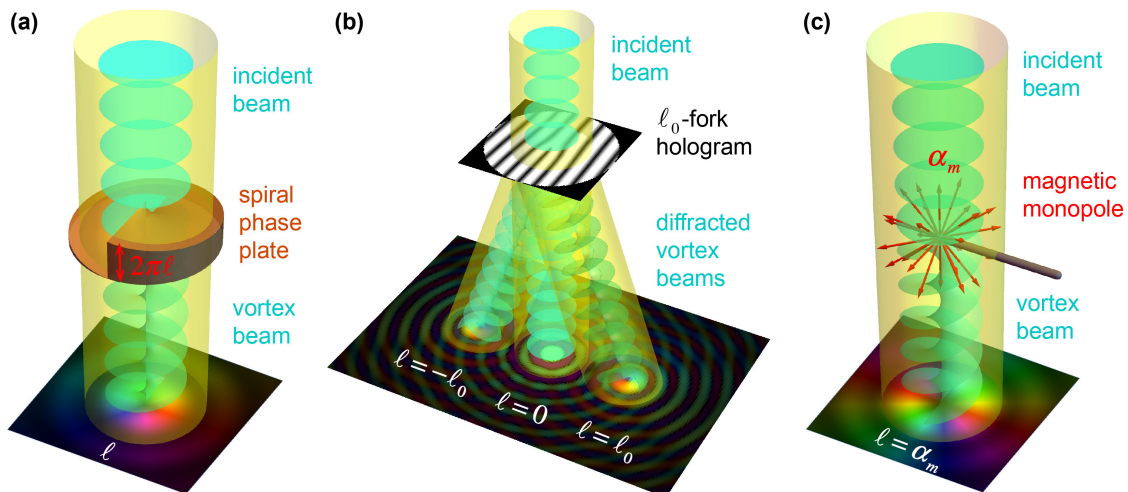 (a)
incident
beam
spiral
phase
plate
2πℓ
vortex
beam
ℓ
(b)
incident
beam
ℓ₀-fork
hologram
diffracted
vortex
beams
ℓ=−ℓ₀
ℓ=0
ℓ=ℓ₀
(c)
incident
beam
αₘ
magnetic
monopole
vortex
beam
ℓ=αₘ